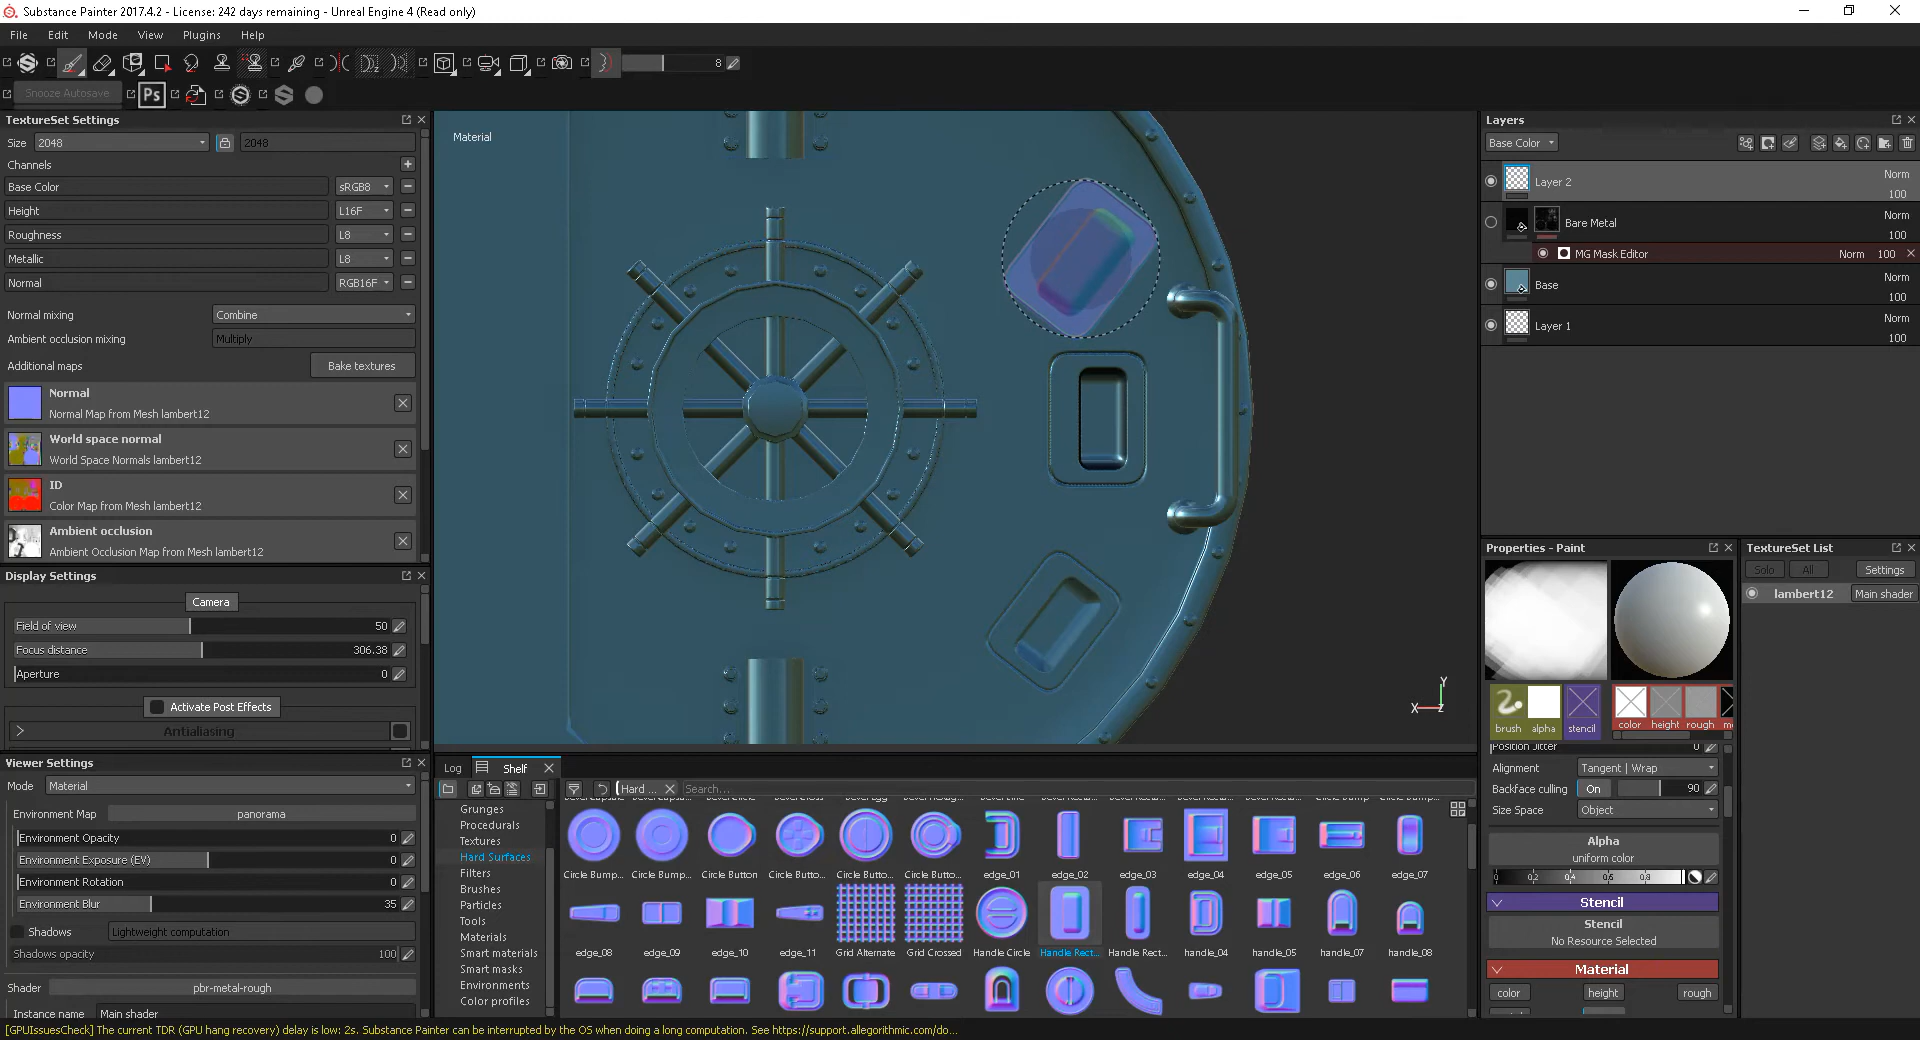 Substance Painter 2017.4.2 - License: 242 days remaining - Unreal Engine 4 (Read only)
File Edit Mode View Plugins Help
8
Snooze Autosave Ps
TextureSet Settings
Size 2048 2048
Channels
Base Color sRGB8
Height L16F
Roughness L8
Metallic L8
Normal RGB16F
Normal mixing Combine
Ambient occlusion mixing Multiply
Additional maps Bake textures
Normal
Normal Map from Mesh lambert12
World space normal
World Space Normals lambert12
ID
Color Map from Mesh lambert12
Ambient occlusion
Ambient Occlusion Map from Mesh lambert12
Display Settings
Camera
Field of view 50
Focus distance 306.38
Aperture 0
Activate Post Effects
Antialiasing
Viewer Settings
Mode Material
Environment Map panorama
Environment Opacity 0
Environment Exposure (EV) 0
Environment Rotation 0
Environment Blur 35
Shadows Lightweight computation
Shadows opacity 100
Shader pbr-metal-rough
Instance name Main shader
Material
Y
X Z
Log Shelf
Hard ... Search...
Grunges
Procedurals
Textures
Hard Surfaces
Filters
Brushes
Particles
Tools
Materials
Smart materials
Smart masks
Environments
Color profiles
Circle Bump... Circle Bump... Circle Button Circle Butto... Circle Butto... Circle Butto... edge_01 edge_02 edge_03 edge_04 edge_05 edge_06 edge_07
edge_08 edge_09 edge_10 edge_11 Grid Alternate Grid Crossed Handle Circle Handle Rect... Handle Rect... handle_04 handle_05 handle_07 handle_08
Layers
Base Color
Layer 2 Norm
100
Bare Metal Norm
100
MG Mask Editor Norm 100
Base Norm
100
Layer 1 Norm
100
Properties - Paint
brush alpha stencil color height rough
Position Jitter 0
Alignment Tangent | Wrap
Backface culling On 90
Size Space Object
Alpha
uniform color
0 0.2 0.4 0.6 0.8
Stencil
Stencil
No Resource Selected
Material
color height rough
TextureSet List
Solo All Settings
lambert12 Main shader
[GPUIssuesCheck] The current TDR (GPU hang recovery) delay is low: 2s. Substance Painter can be interrupted by the OS when doing a long computation. See https://support.allegorithmic.com/do...